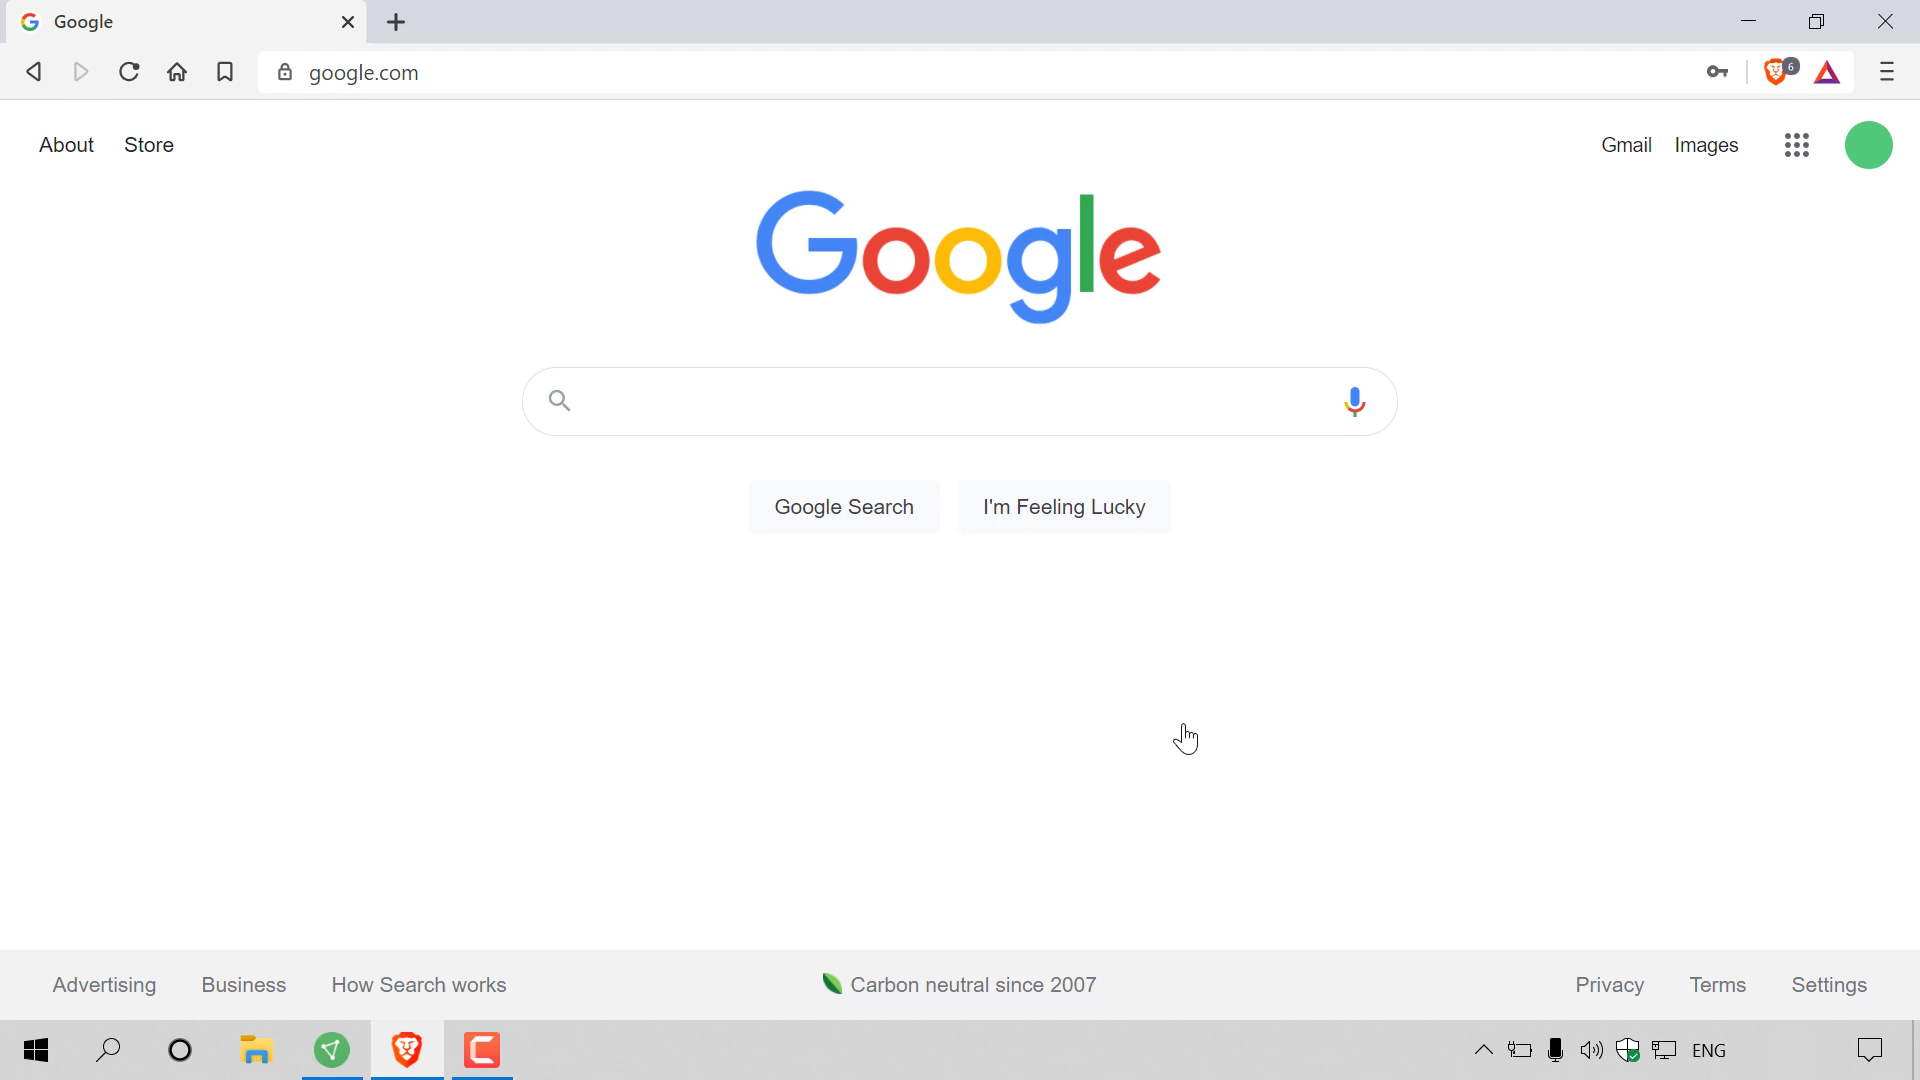 Google
google.com
6
About Store
Gmail Images
Google
Google Search
I'm Feeling Lucky
Advertising Business How Search works
Carbon neutral since 2007
Privacy Terms Settings
ENG